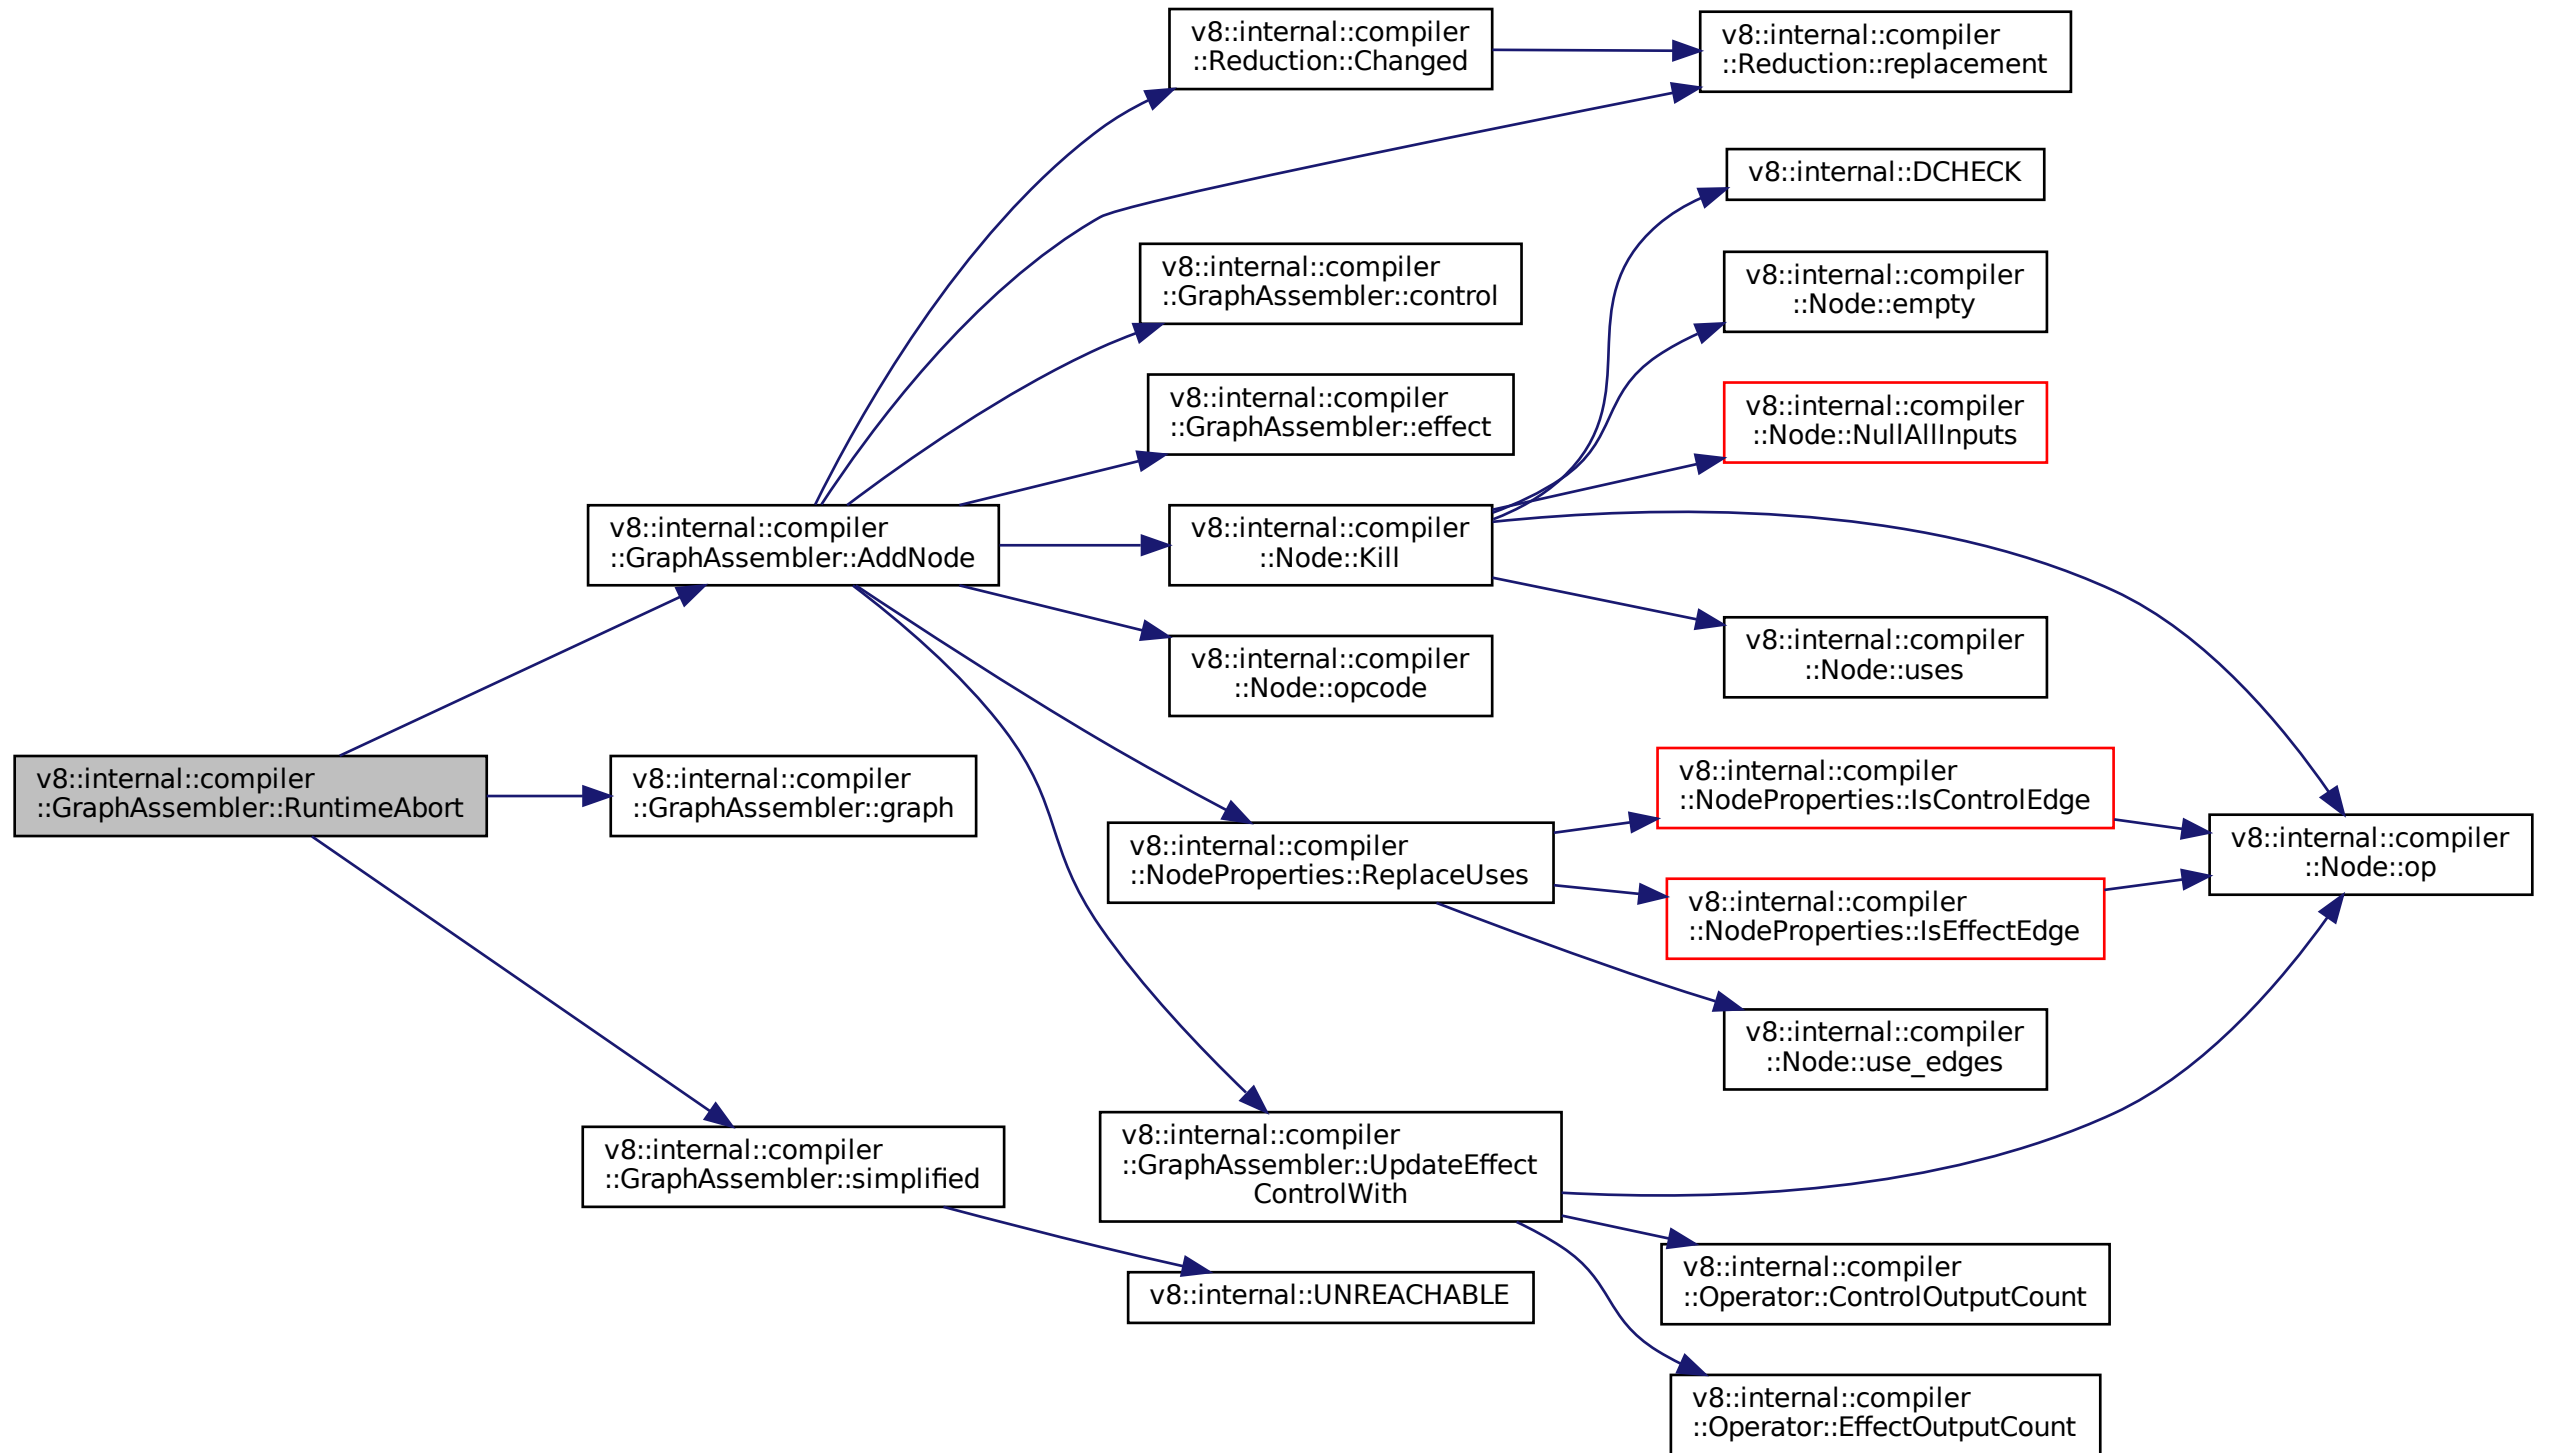 v8::internal::compiler
::Reduction::Changed
v8::internal::compiler
::Reduction::replacement
v8::internal::DCHECK
v8::internal::compiler
::GraphAssembler::control
v8::internal::compiler
::Node::empty
v8::internal::compiler
::GraphAssembler::effect
v8::internal::compiler
::Node::NullAllInputs
v8::internal::compiler
::GraphAssembler::AddNode
v8::internal::compiler
::Node::Kill
v8::internal::compiler
::Node::opcode
v8::internal::compiler
::Node::uses
v8::internal::compiler
::GraphAssembler::RuntimeAbort
v8::internal::compiler
::GraphAssembler::graph
v8::internal::compiler
::NodeProperties::ReplaceUses
v8::internal::compiler
::NodeProperties::IsControlEdge
v8::internal::compiler
::Node::op
v8::internal::compiler
::NodeProperties::IsEffectEdge
v8::internal::compiler
::Node::use_edges
v8::internal::compiler
::GraphAssembler::simplified
v8::internal::compiler
::GraphAssembler::UpdateEffect
ControlWith
v8::internal::UNREACHABLE
v8::internal::compiler
::Operator::ControlOutputCount
v8::internal::compiler
::Operator::EffectOutputCount